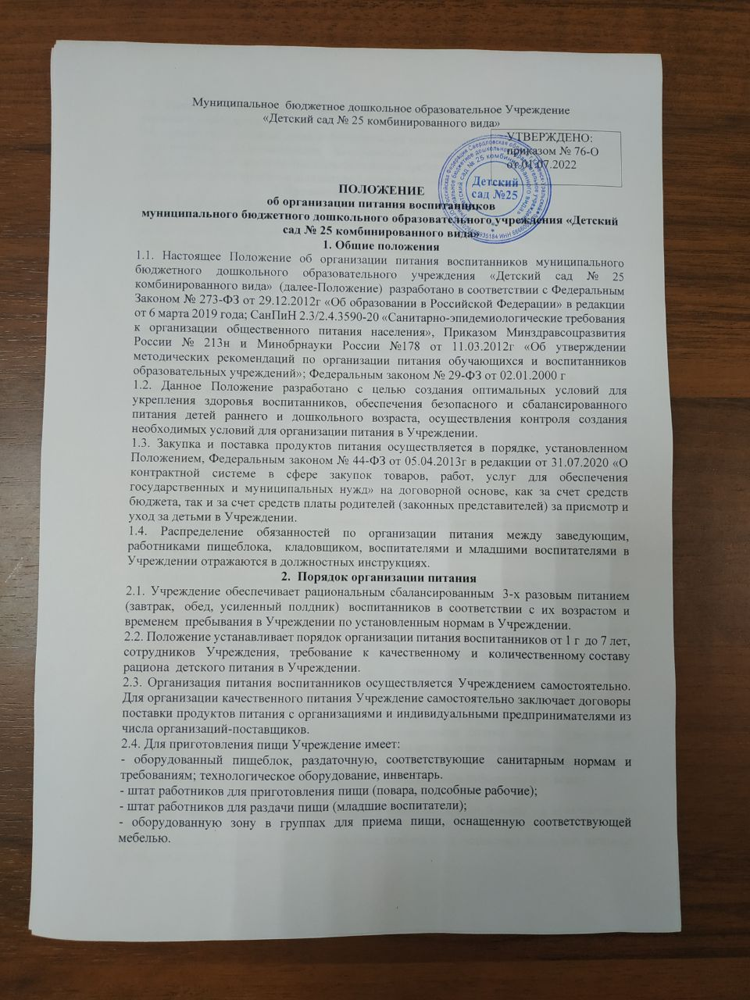 Муниципальное бюджетное дошкольное образовательное Учреждение
«Детский сад № 25 комбинированного вида»
УТВЕРЖДЕНО:
приказом № 76-О
от 01.07.2022
Детский
сад №25
ПОЛОЖЕНИЕ
об организации питания воспитанников
муниципального бюджетного дошкольного образовательного учреждения «Детский
сад № 25 комбинированного вида»
1. Общие положения
1.1. Настоящее Положение об организации питания воспитанников муниципального
бюджетного дошкольного образовательного учреждения «Детский сад № 25
комбинированного вида» (далее-Положение) разработано в соответствии с Федеральным
Законом № 273-ФЗ от 29.12.2012г «Об образовании в Российской Федерации» в редакции
от 6 марта 2019 года; СанПиН 2.3/2.4.3590-20 «Санитарно-эпидемиологические требования
к организации общественного питания населения», Приказом Минздравсоцразвития
России № 213н и Минобрнауки России №178 от 11.03.2012г «Об утверждении
методических рекомендаций по организации питания обучающихся и воспитанников
образовательных учреждений»; Федеральным законом № 29-ФЗ от 02.01.2000 г
1.2. Данное Положение разработано с целью создания оптимальных условий для
укрепления здоровья воспитанников, обеспечения безопасного и сбалансированного
питания детей раннего и дошкольного возраста, осуществления контроля создания
необходимых условий для организации питания в Учреждении.
1.3. Закупка и поставка продуктов питания осуществляется в порядке, установленном
Положением, Федеральным законом № 44-ФЗ от 05.04.2013г в редакции от 31.07.2020 «О
контрактной системе в сфере закупок товаров, работ, услуг для обеспечения
государственных и муниципальных нужд» на договорной основе, как за счет средств
бюджета, так и за счет средств платы родителей (законных представителей) за присмотр и
уход за детьми в Учреждении.
1.4. Распределение обязанностей по организации питания между заведующим,
работниками пищеблока, кладовщиком, воспитателями и младшими воспитателями в
Учреждении отражаются в должностных инструкциях.
2. Порядок организации питания
2.1. Учреждение обеспечивает рациональным сбалансированным 3-х разовым питанием
(завтрак, обед, усиленный полдник) воспитанников в соответствии с их возрастом и
временем пребывания в Учреждении по установленным нормам в Учреждении.
2.2. Положение устанавливает порядок организации питания воспитанников от 1 г до 7 лет,
сотрудников Учреждения, требование к качественному и количественному составу
рациона детского питания в Учреждении.
2.3. Организация питания воспитанников осуществляется Учреждением самостоятельно.
Для организации качественного питания Учреждение самостоятельно заключает договоры
поставки продуктов питания с организациями и индивидуальными предпринимателями из
числа организаций-поставщиков.
2.4. Для приготовления пищи Учреждение имеет:
- оборудованный пищеблок, раздаточную, соответствующие санитарным нормам и
требованиям; технологическое оборудование, инвентарь.
- штат работников для приготовления пищи (повара, подсобные рабочие);
- штат работников для раздачи пищи (младшие воспитатели);
- оборудованную зону в группах для приема пищи, оснащенную соответствующей
мебелью.